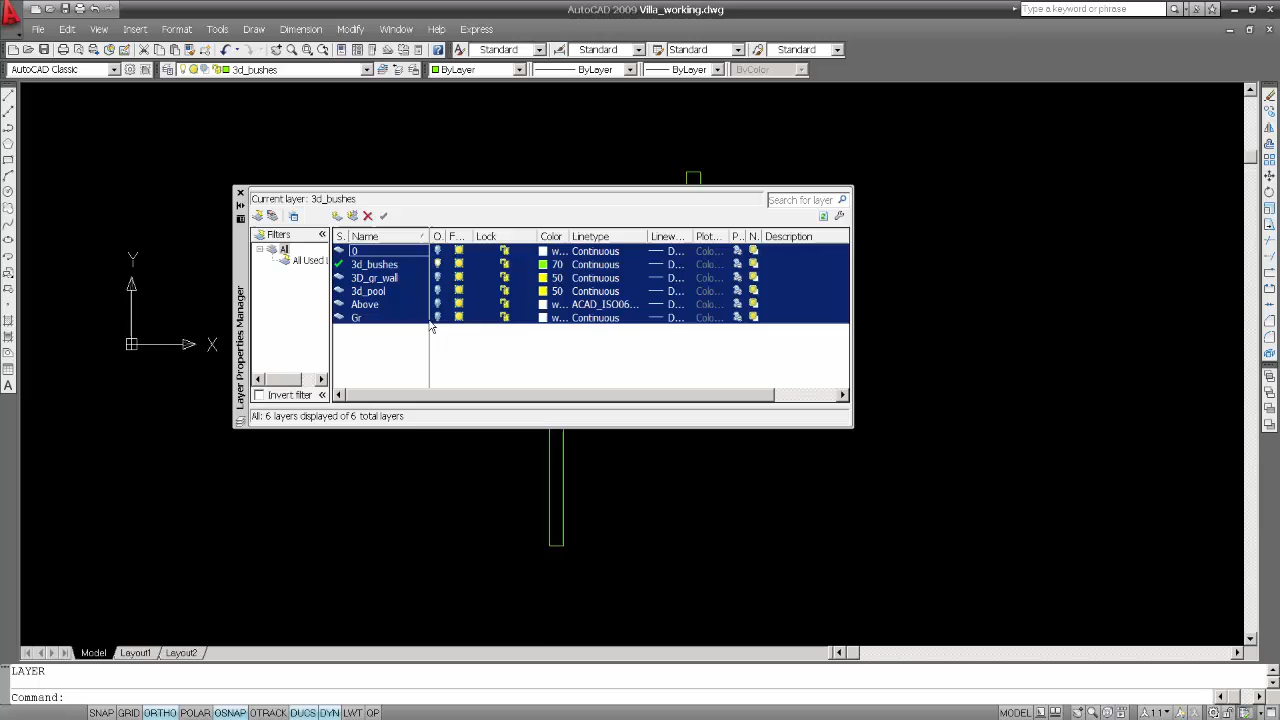 AutoCAD 2009 Villa_working.dwg
Type a keyword or phrase
File Edit View Insert Format Tools Draw Dimension Modify Window Help Express
Standard Standard Standard Standard
AutoCAD Classic 3d_bushes ByLayer ByLayer ByLayer ByColor
Current layer: 3d_bushes
Search for layer
Filters
S. Name O. F... Lock Color Linetype Linew... Plot... P... N. Description
All
All Used L
0 w... Continuous D... Colo...
3d_bushes 70 Continuous D... Colo...
3D_gr_wall 50 Continuous D... Colo...
3d_pool 50 Continuous D... Colo...
Above w... ACAD_ISO06... D... Colo...
Gr w... Continuous D... Colo...
Invert filter
All: 6 layers displayed of 6 total layers
Layer Properties Manager
Y
X
Model Layout1 Layout2
LAYER
Command:
SNAP GRID ORTHO POLAR OSNAP OTRACK DUCS DYN LWT QP
MODEL 1:1